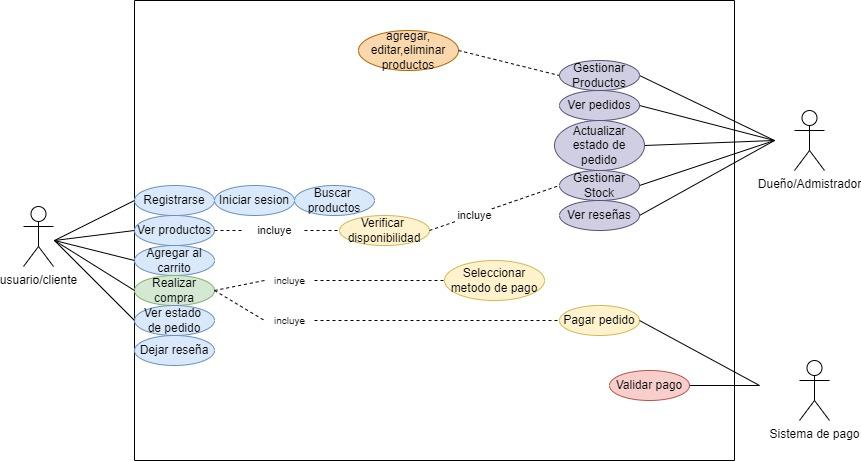 agregar,
editar,eliminar
productos
Gestionar
Productos
Ver pedidos
Actualizar
estado de
pedido
Gestionar
Stock
Ver reseñas
Dueño/Admistrador
Registrarse
Iniciar sesion
Buscar
productos
Ver productos
incluye
Verificar
disponibilidad
incluye
Agregar al
carrito
usuario/cliente
Realizar
compra
incluye
Seleccionar
metodo de pago
Ver estado
de pedido
incluye
Pagar pedido
Dejar reseña
Validar pago
Sistema de pago